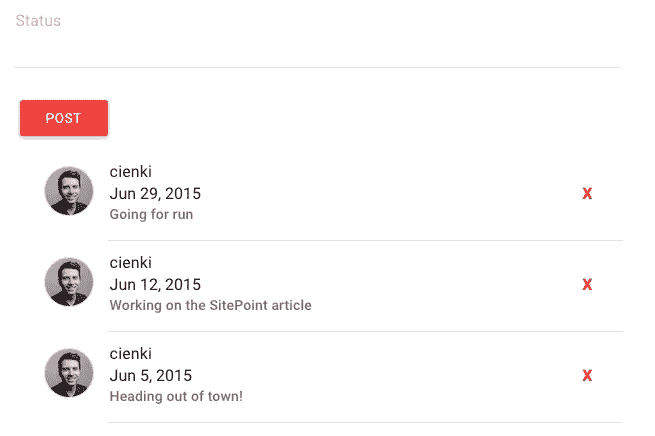 Status
POST
cienki
Jun 29, 2015
X
Going for run
cienki
Jun 12, 2015
X
Working on the SitePoint article
cienki
Jun 5, 2015
X
Heading out of town!